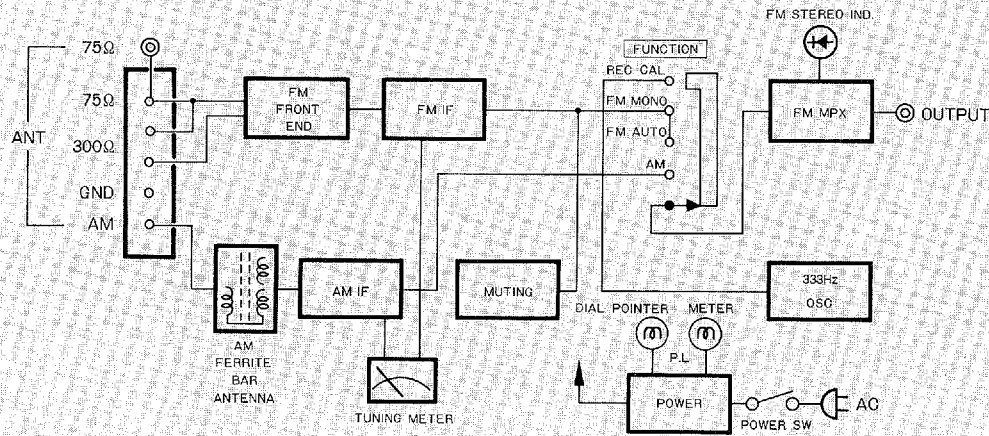 FM STEREO IND.
75Ω
FUNCTION
REC CAL
75Ω
FM
FRONT
END
FM IF
FM MONO
FM MPX
OUTPUT
ANT
FM AUTO
300Ω
AM
GND
AM
AM IF
MUTING
333Hz
OSC
DIAL POINTER
METER
AM
FERRITE
BAR
ANTENNA
P.L
TUNING METER
POWER
AC
POWER SW